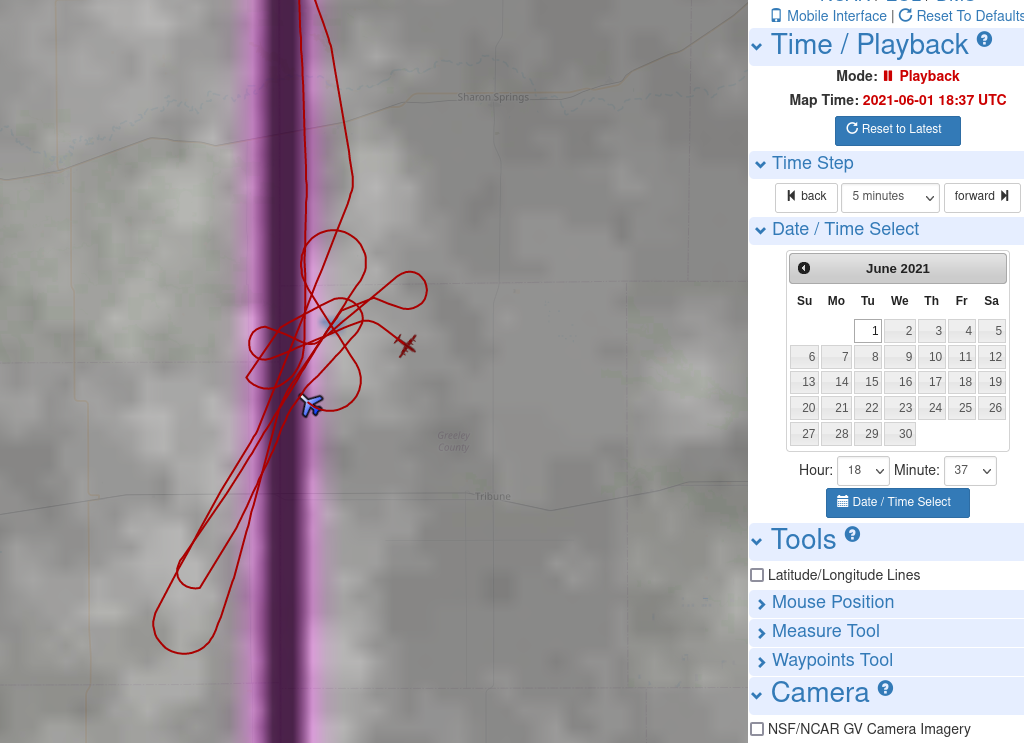 Mobile Interface | Reset To Defaults
Time / Playback
Mode: Playback
Map Time: 2021-06-01 18:37 UTC
Reset to Latest
Time Step
back 5 minutes forward
Date / Time Select
June 2021
Su Mo Tu We Th Fr Sa
1 2 3 4 5
6 7 8 9 10 11 12
13 14 15 16 17 18 19
20 21 22 23 24 25 26
27 28 29 30
Hour: 18 Minute: 37
Date / Time Select
Tools
Latitude/Longitude Lines
Mouse Position
Measure Tool
Waypoints Tool
Camera
NSF/NCAR GV Camera Imagery
Sharon Springs
Greeley
County
Tribune